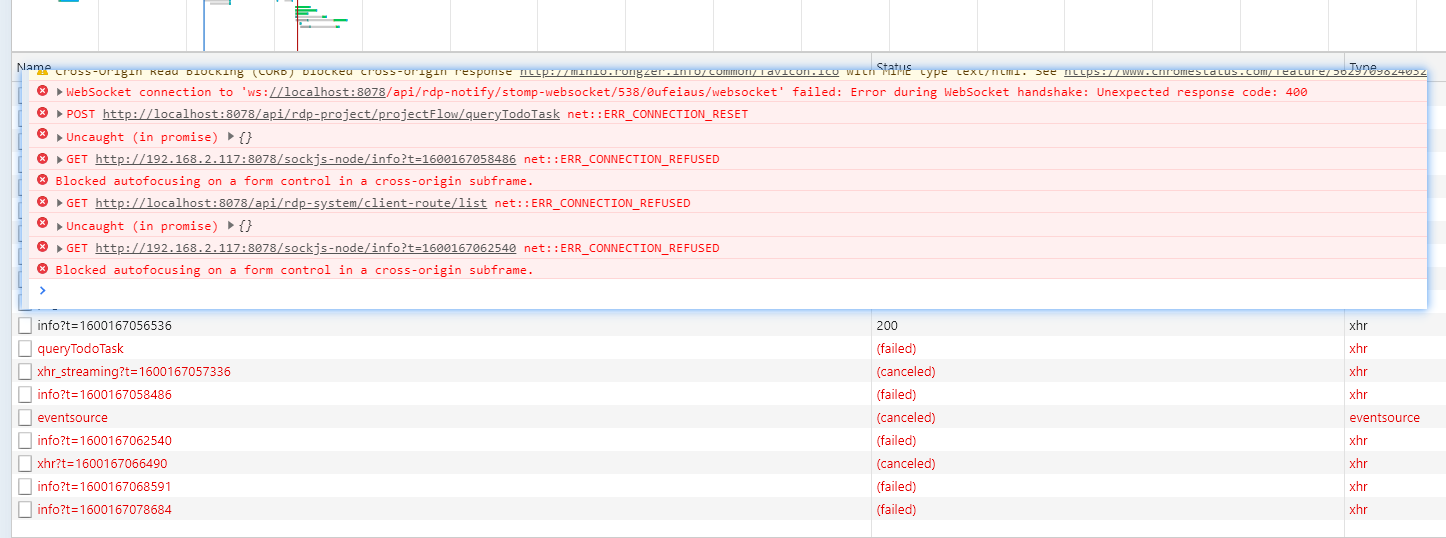 Name Status Type
Cross-Origin Read Blocking (CORB) blocked cross-origin response http://minio.rongzer.info/common/favicon.ico with MIME type text/html. See https://www.chromestatus.com/feature/5629709824032
WebSocket connection to 'ws://localhost:8078/api/rdp-notify/stomp-websocket/538/0ufeiaus/websocket' failed: Error during WebSocket handshake: Unexpected response code: 400
POST http://localhost:8078/api/rdp-project/projectFlow/queryTodoTask net::ERR_CONNECTION_RESET
Uncaught (in promise) {}
GET http://192.168.2.117:8078/sockjs-node/info?t=1600167058486 net::ERR_CONNECTION_REFUSED
Blocked autofocusing on a form control in a cross-origin subframe.
GET http://localhost:8078/api/rdp-system/client-route/list net::ERR_CONNECTION_REFUSED
Uncaught (in promise) {}
GET http://192.168.2.117:8078/sockjs-node/info?t=1600167062540 net::ERR_CONNECTION_REFUSED
Blocked autofocusing on a form control in a cross-origin subframe.
info?t=1600167056536 200 xhr
queryTodoTask (failed) xhr
xhr_streaming?t=1600167057336 (canceled) xhr
info?t=1600167058486 (failed) xhr
eventsource (canceled) eventsource
info?t=1600167062540 (failed) xhr
xhr?t=1600167066490 (canceled) xhr
info?t=1600167068591 (failed) xhr
info?t=1600167078684 (failed) xhr